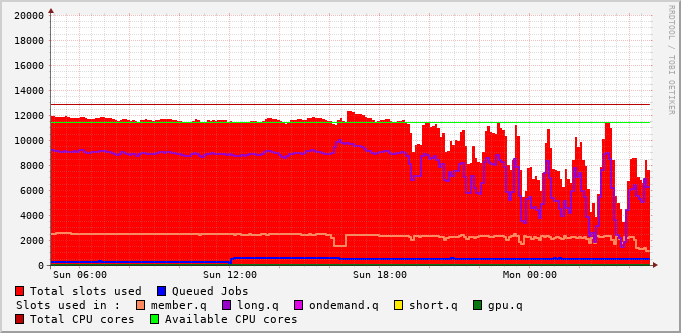 RRDTOOL / TOBI OETIKER
20000
18000
16000
14000
12000
10000
8000
6000
4000
2000
0
Sun 06:00 Sun 12:00 Sun 18:00 Mon 00:00
Total slots used Queued Jobs
Slots used in : member.q long.q ondemand.q short.q gpu.q
Total CPU cores Available CPU cores